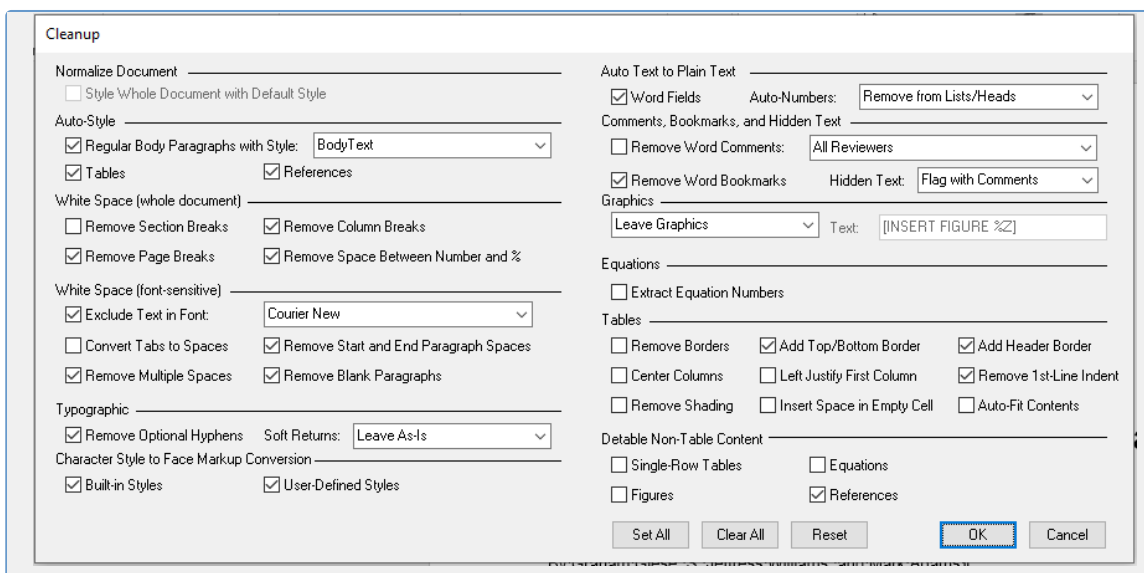 Cleanup
Normalize Document
Style Whole Document with Default Style
Auto-Style
Regular Body Paragraphs with Style: BodyText
Tables References
White Space (whole document)
Remove Section Breaks Remove Column Breaks
Remove Page Breaks Remove Space Between Number and %
White Space (font-sensitive)
Exclude Text in Font: Courier New
Convert Tabs to Spaces Remove Start and End Paragraph Spaces
Remove Multiple Spaces Remove Blank Paragraphs
Typographic
Remove Optional Hyphens Soft Returns: Leave As-Is
Character Style to Face Markup Conversion
Built-in Styles User-Defined Styles
Auto Text to Plain Text
Word Fields Auto-Numbers: Remove from Lists/Heads
Comments, Bookmarks, and Hidden Text
Remove Word Comments: All Reviewers
Remove Word Bookmarks Hidden Text: Flag with Comments
Graphics
Leave Graphics Text: [INSERT FIGURE %Z]
Equations
Extract Equation Numbers
Tables
Remove Borders Add Top/Bottom Border Add Header Border
Center Columns Left Justify First Column Remove 1st-Line Indent
Remove Shading Insert Space in Empty Cell Auto-Fit Contents
Detable Non-Table Content
Single-Row Tables Equations
Figures References
Set All Clear All Reset OK Cancel